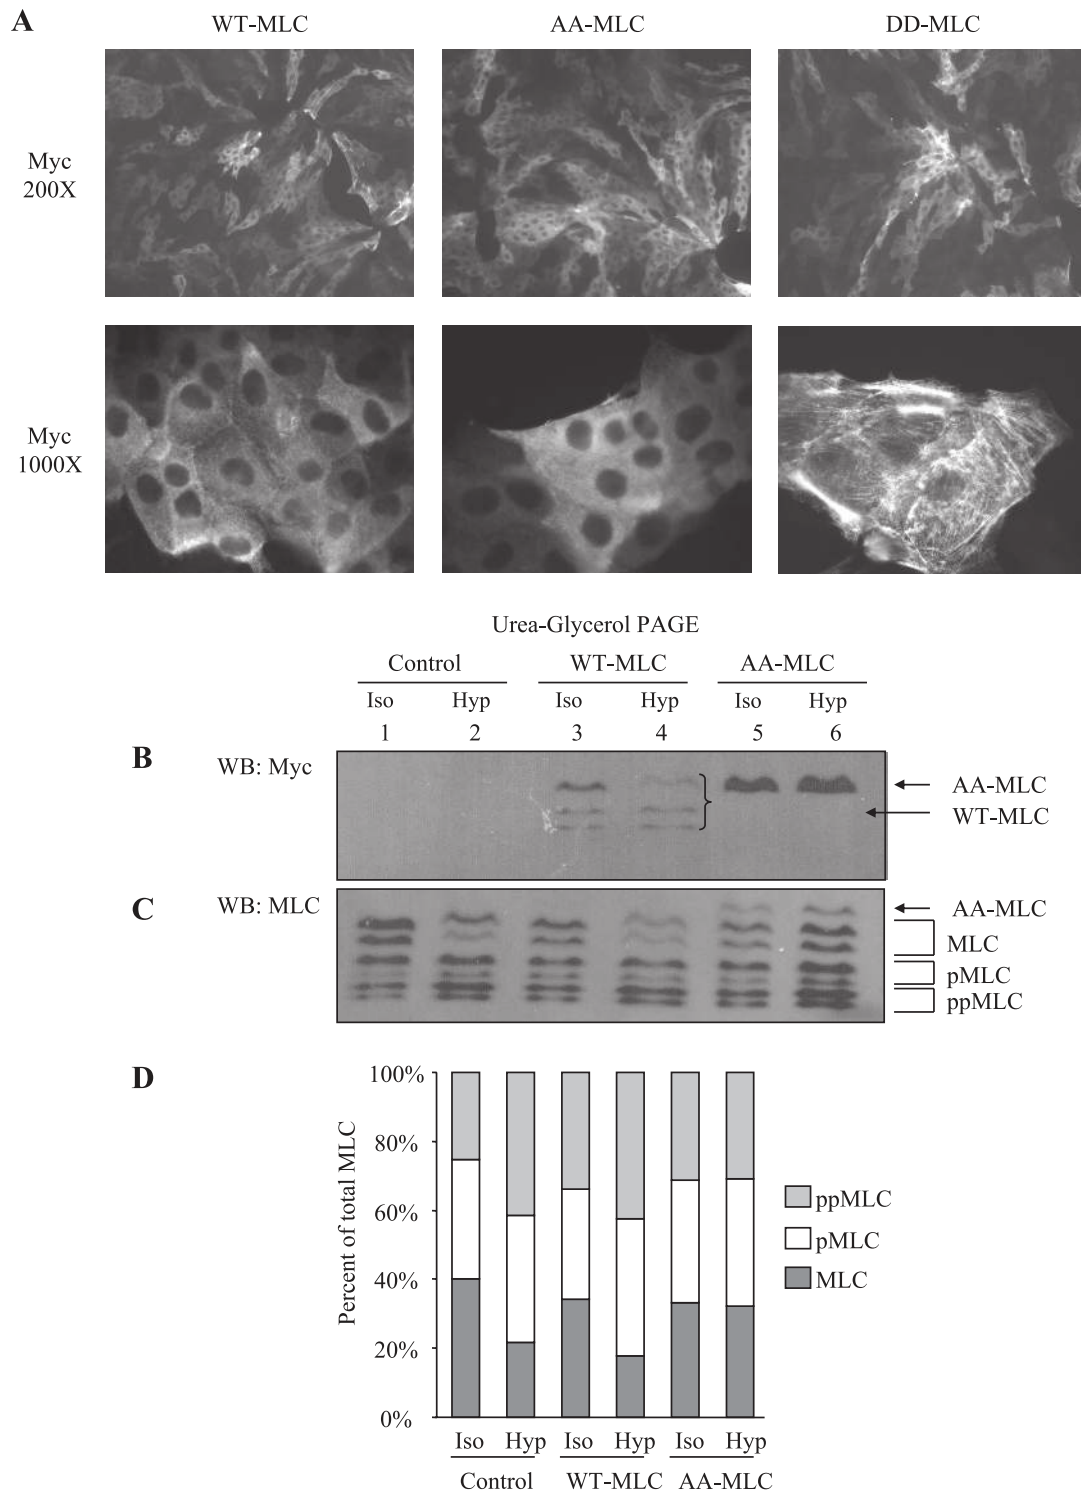 A
WT-MLC AA-MLC DD-MLC
Myc
200X
Myc
1000X
Urea-Glycerol PAGE
Control WT-MLC AA-MLC
Iso Hyp Iso Hyp Iso Hyp
1 2 3 4 5 6
B
WB: Myc
AA-MLC
WT-MLC
C
WB: MLC
AA-MLC
MLC
pMLC
ppMLC
D
Percent of total MLC
100%
80%
60%
40%
20%
0%
ppMLC
pMLC
MLC
Iso Hyp Iso Hyp Iso Hyp
Control WT-MLC AA-MLC